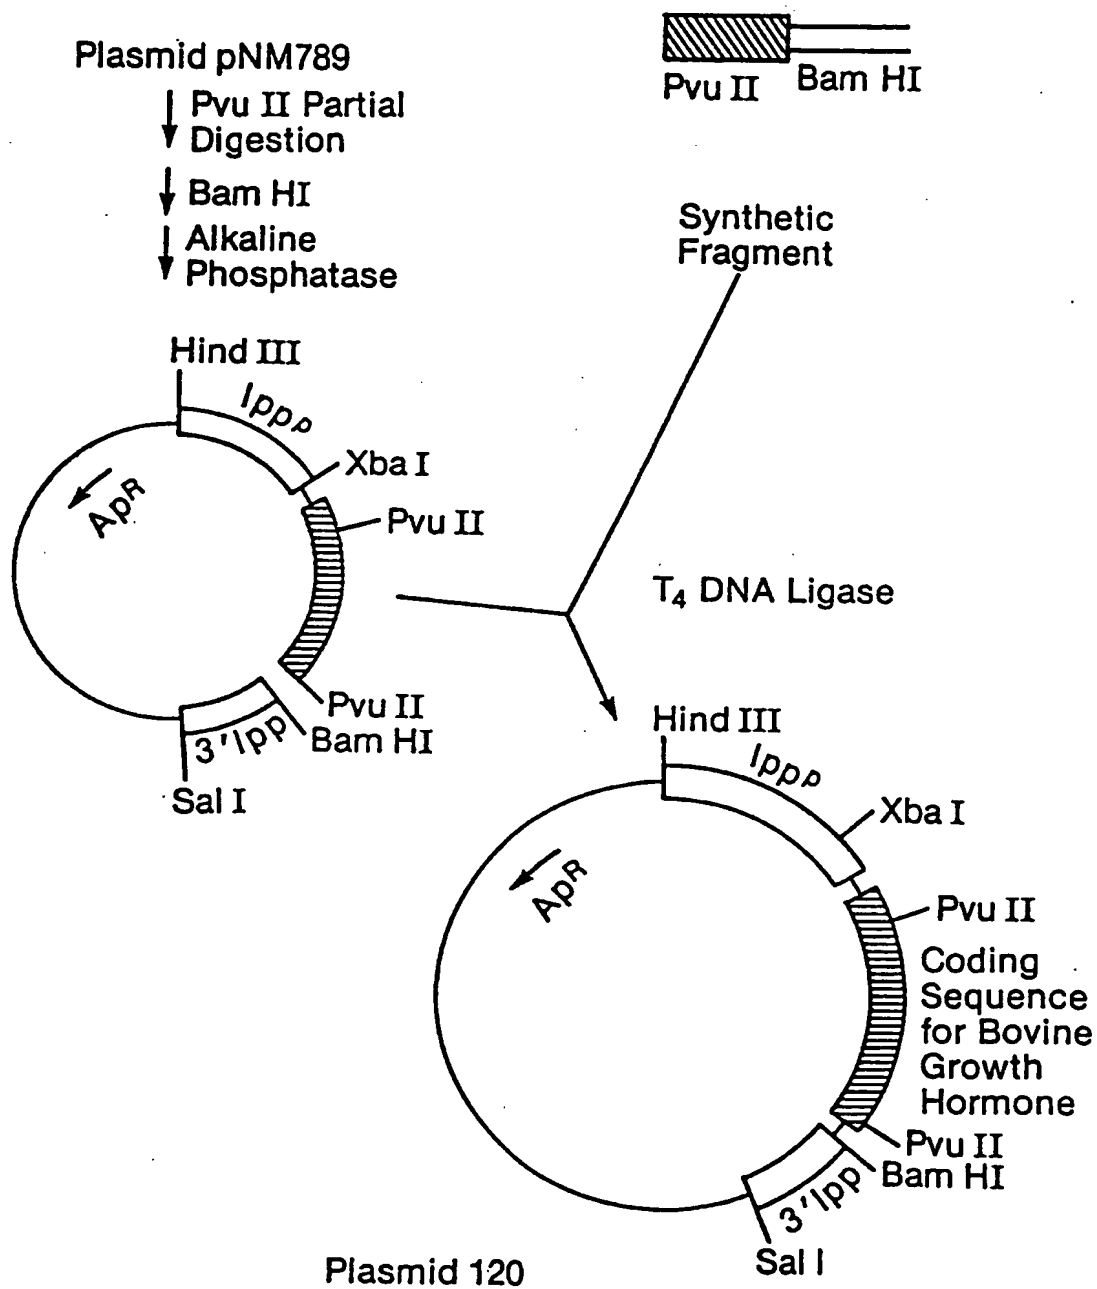 Plasmid pNM789
Pvu II Partial
Digestion
Bam HI
Alkaline
Phosphatase
Pvu II
Bam HI
Synthetic
Fragment
Hind III
lppp
Xba I
ApR
Pvu II
Pvu II
Bam HI
3'lpp
Sal I
T4 DNA Ligase
Hind III
lppp
Xba I
ApR
Pvu II
Coding
Sequence
for Bovine
Growth
Hormone
Pvu II
Bam HI
3'lpp
Sal I
Plasmid 120